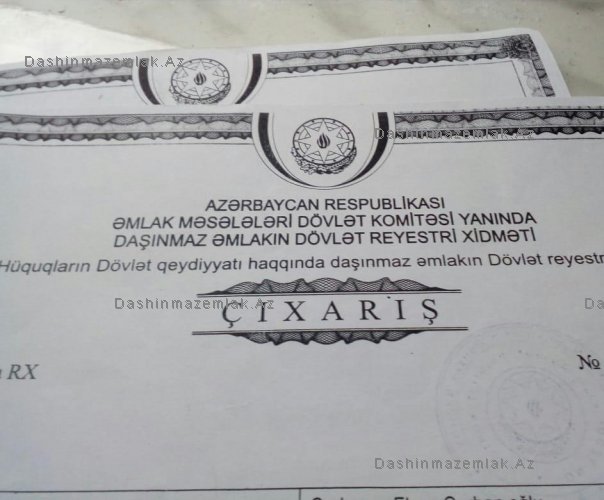 Dashinmazemlak.Az
Dashinmazemlak.Az
AZƏRBAYCAN RESPUBLİKASI
ƏMLAK MƏSƏLƏLƏRİ DÖVLƏT KOMİTƏSİ YANINDA
DAŞINMAZ ƏMLAKIN DÖVLƏT REYESTRİ XİDMƏTİ
Hüquqların Dövlət qeydiyyatı haqqında daşınmaz əmlakın Dövlət reyestr
Dashinmazemlak.Az Da
ÇIXARIŞ
RX №
Dashinmazemlak.Az